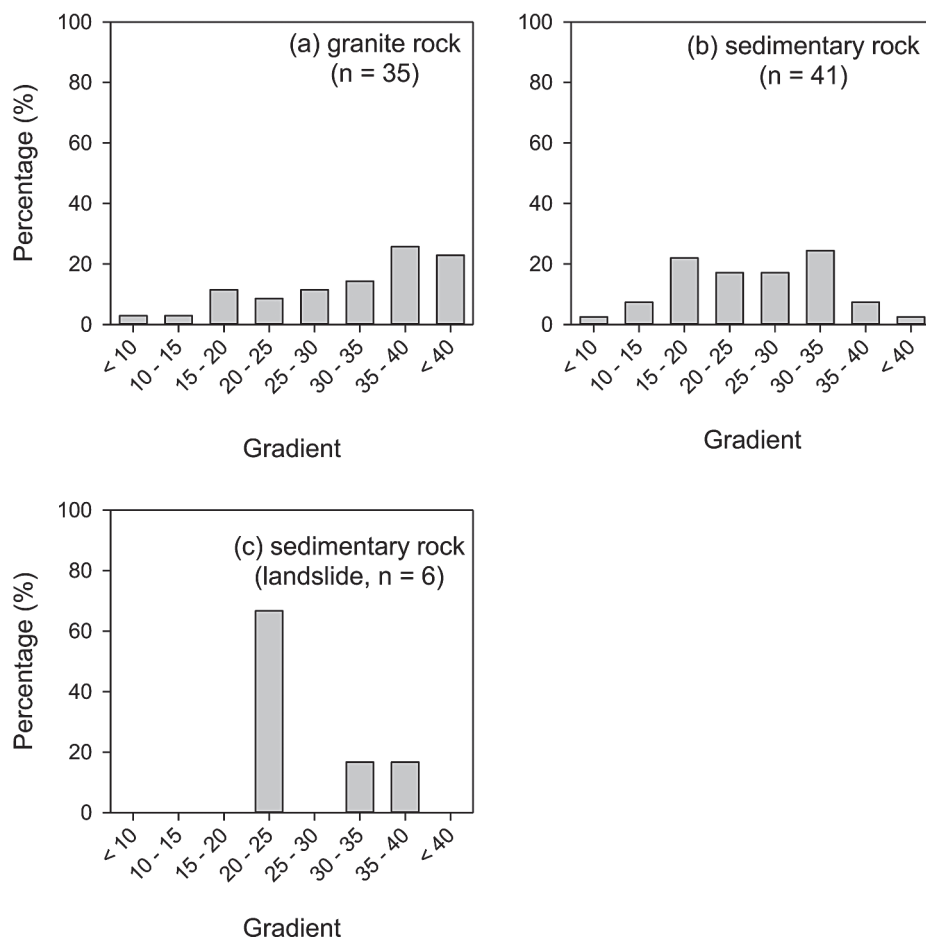 (a) granite rock
(n = 35)
Percentage (%)
100
80
60
40
20
0
< 10
10 - 15
15 - 20
20 - 25
25 - 30
30 - 35
35 - 40
< 40
Gradient
(b) sedimentary rock
(n = 41)
100
80
60
40
20
0
< 10
10 - 15
15 - 20
20 - 25
25 - 30
30 - 35
35 - 40
< 40
Gradient
(c) sedimentary rock
(landslide, n = 6)
Percentage (%)
100
80
60
40
20
0
< 10
10 - 15
15 - 20
20 - 25
25 - 30
30 - 35
35 - 40
< 40
Gradient